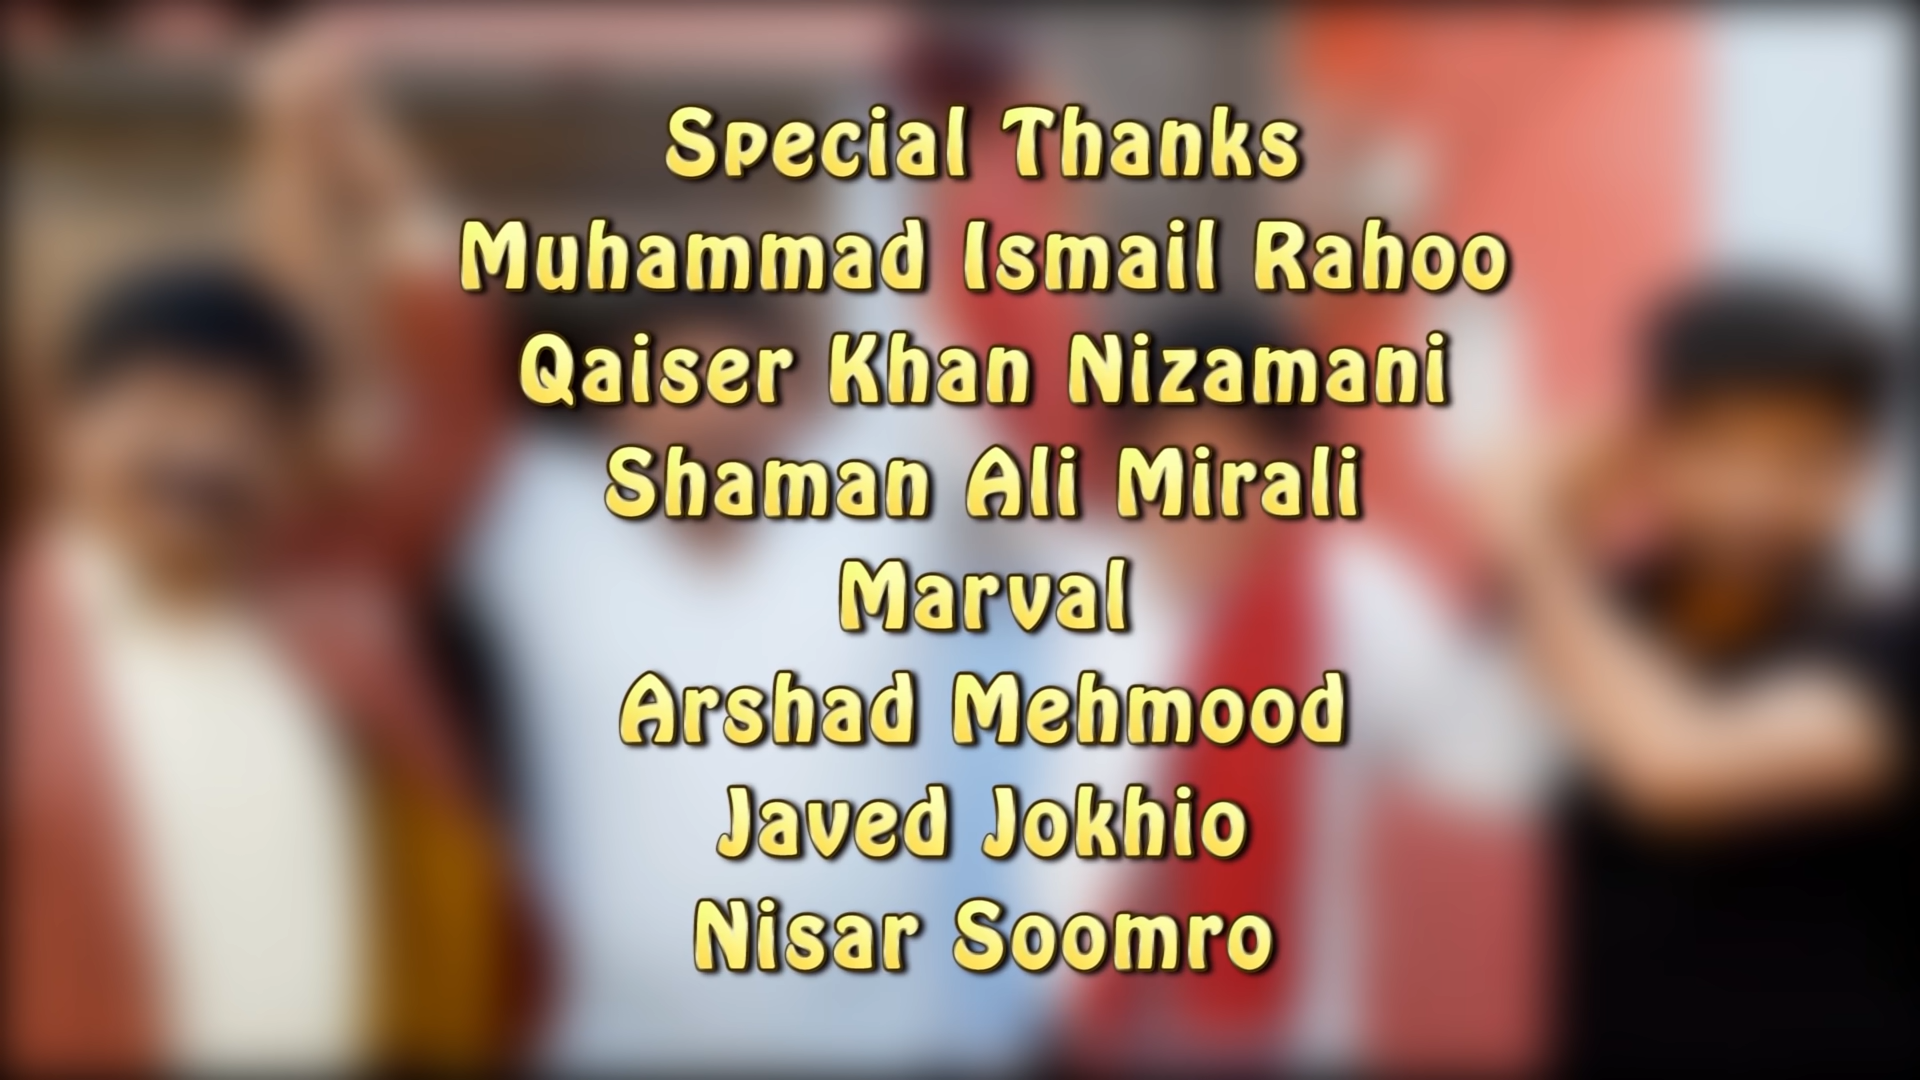 Special Thanks
Muhammad Ismail Rahoo
Qaiser Khan Nizamani
Shaman Ali Mirali
Marval
Arshad Mehmood
Javed Jokhio
Nisar Soomro